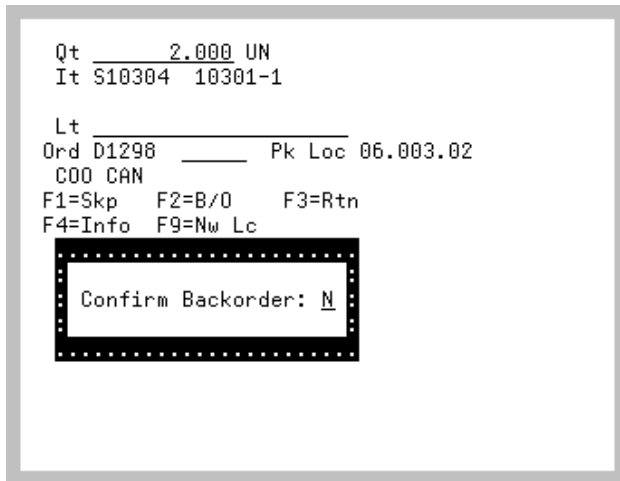 Qt 2.000 UN
It S10304 10301-1
Lt
Ord D1298 _____ Pk Loc 06.003.02
COO CAN
F1=Skp F2=B/O F3=Rtn
F4=Info F9=Nw Lc
Confirm Backorder: N